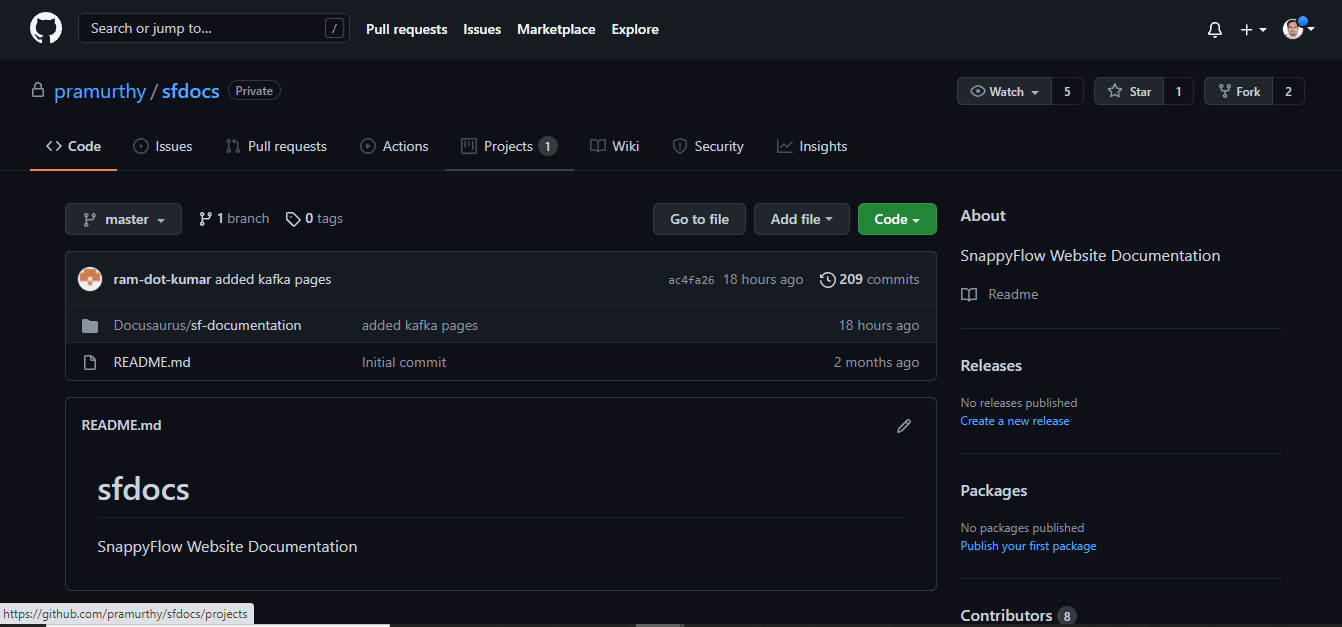 Search or jump to... /
Pull requests Issues Marketplace Explore
pramurthy / sfdocs Private
Watch 5 Star 1 Fork 2
Code Issues Pull requests Actions Projects 1 Wiki Security Insights
master 1 branch 0 tags Go to file Add file Code
ram-dot-kumar added kafka pages ac4fa26 18 hours ago 209 commits
Docusaurus/sf-documentation added kafka pages 18 hours ago
README.md Initial commit 2 months ago
README.md
sfdocs
SnappyFlow Website Documentation
About
SnappyFlow Website Documentation
Readme
Releases
No releases published
Create a new release
Packages
No packages published
Publish your first package
Contributors 8
https://github.com/pramurthy/sfdocs/projects